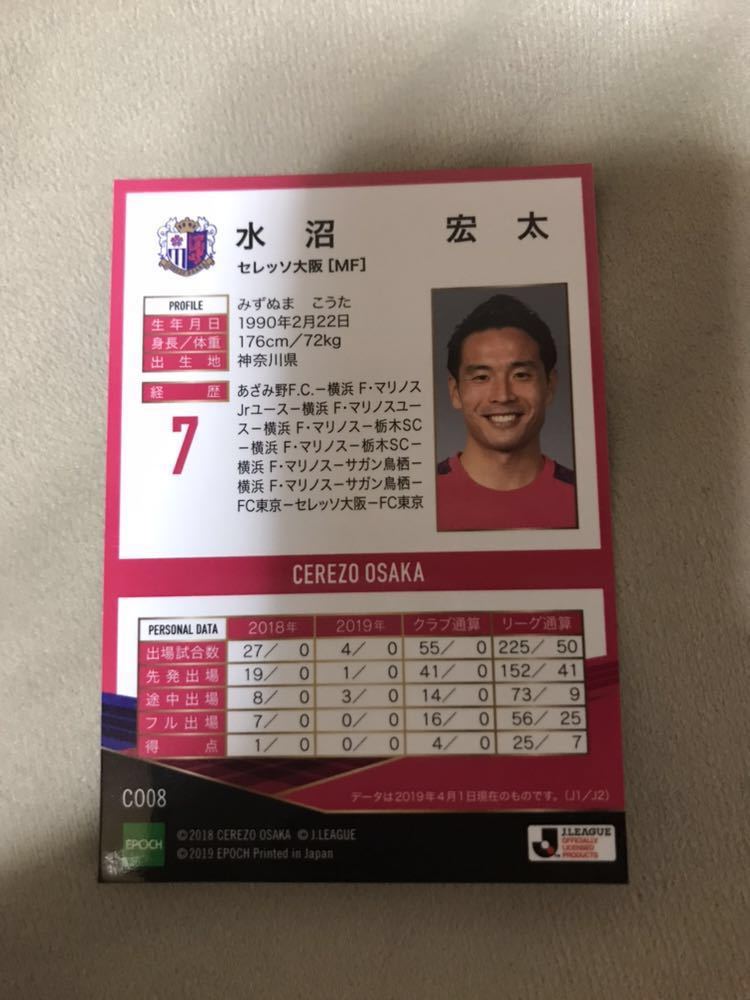 水沼 宏太
セレッソ大阪 [MF]
PROFILE みずぬま こうた
生年月日 1990年2月22日
身長/体重 176cm/72kg
出生地 神奈川県
経歴 あざみ野F.C.ー横浜 F・マリノス
Jrユースー横浜 F・マリノスユー
スー横浜 F・マリノスー栃木SC
ー横浜 F・マリノスー栃木SCー
横浜 F・マリノスーサガン鳥栖ー
横浜 F・マリノスーサガン鳥栖ー
FC東京ーセレッソ大阪ーFC東京
7
CEREZO OSAKA
PERSONAL DATA 2018年 2019年 クラブ通算 リーグ通算
出場試合数 27/ 0 4/ 0 55/ 0 225/ 50
先発出場 19/ 0 1/ 0 41/ 0 152/ 41
途中出場 8/ 0 3/ 0 14/ 0 73/ 9
フル出場 7/ 0 0/ 0 16/ 0 56/ 25
得点 1/ 0 0/ 0 4/ 0 25/ 7
CO08 データは2019年4月1日現在のものです。(J1/J2)
EPOCH
©2018 CEREZO OSAKA ©J.LEAGUE
©2019 EPOCH Printed in Japan
J.LEAGUE
OFFICIALLY
LICENSED
PRODUCTS